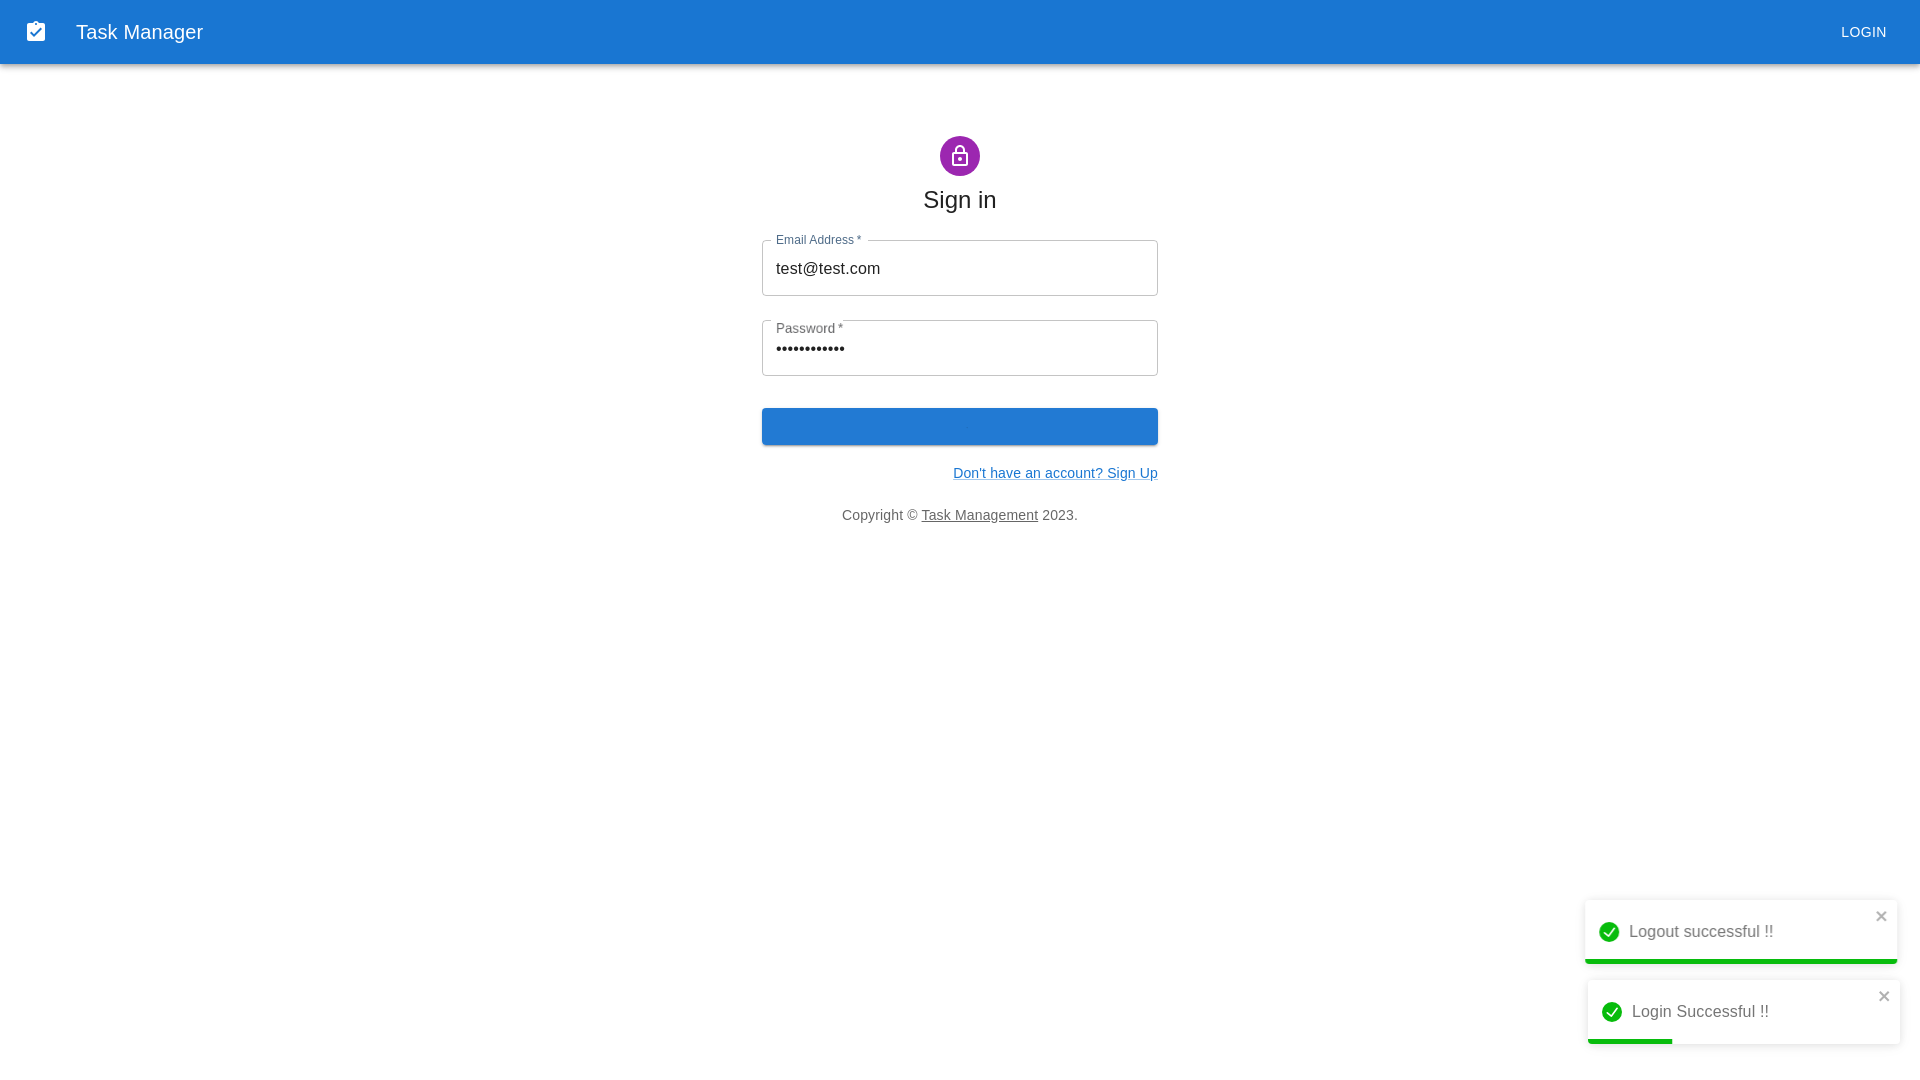 Task Manager
LOGIN
Sign in
Email Address *
test@test.com
Password *
••••••••••••
Don't have an account? Sign Up
Copyright © Task Management 2023.
Logout successful !!
Login Successful !!